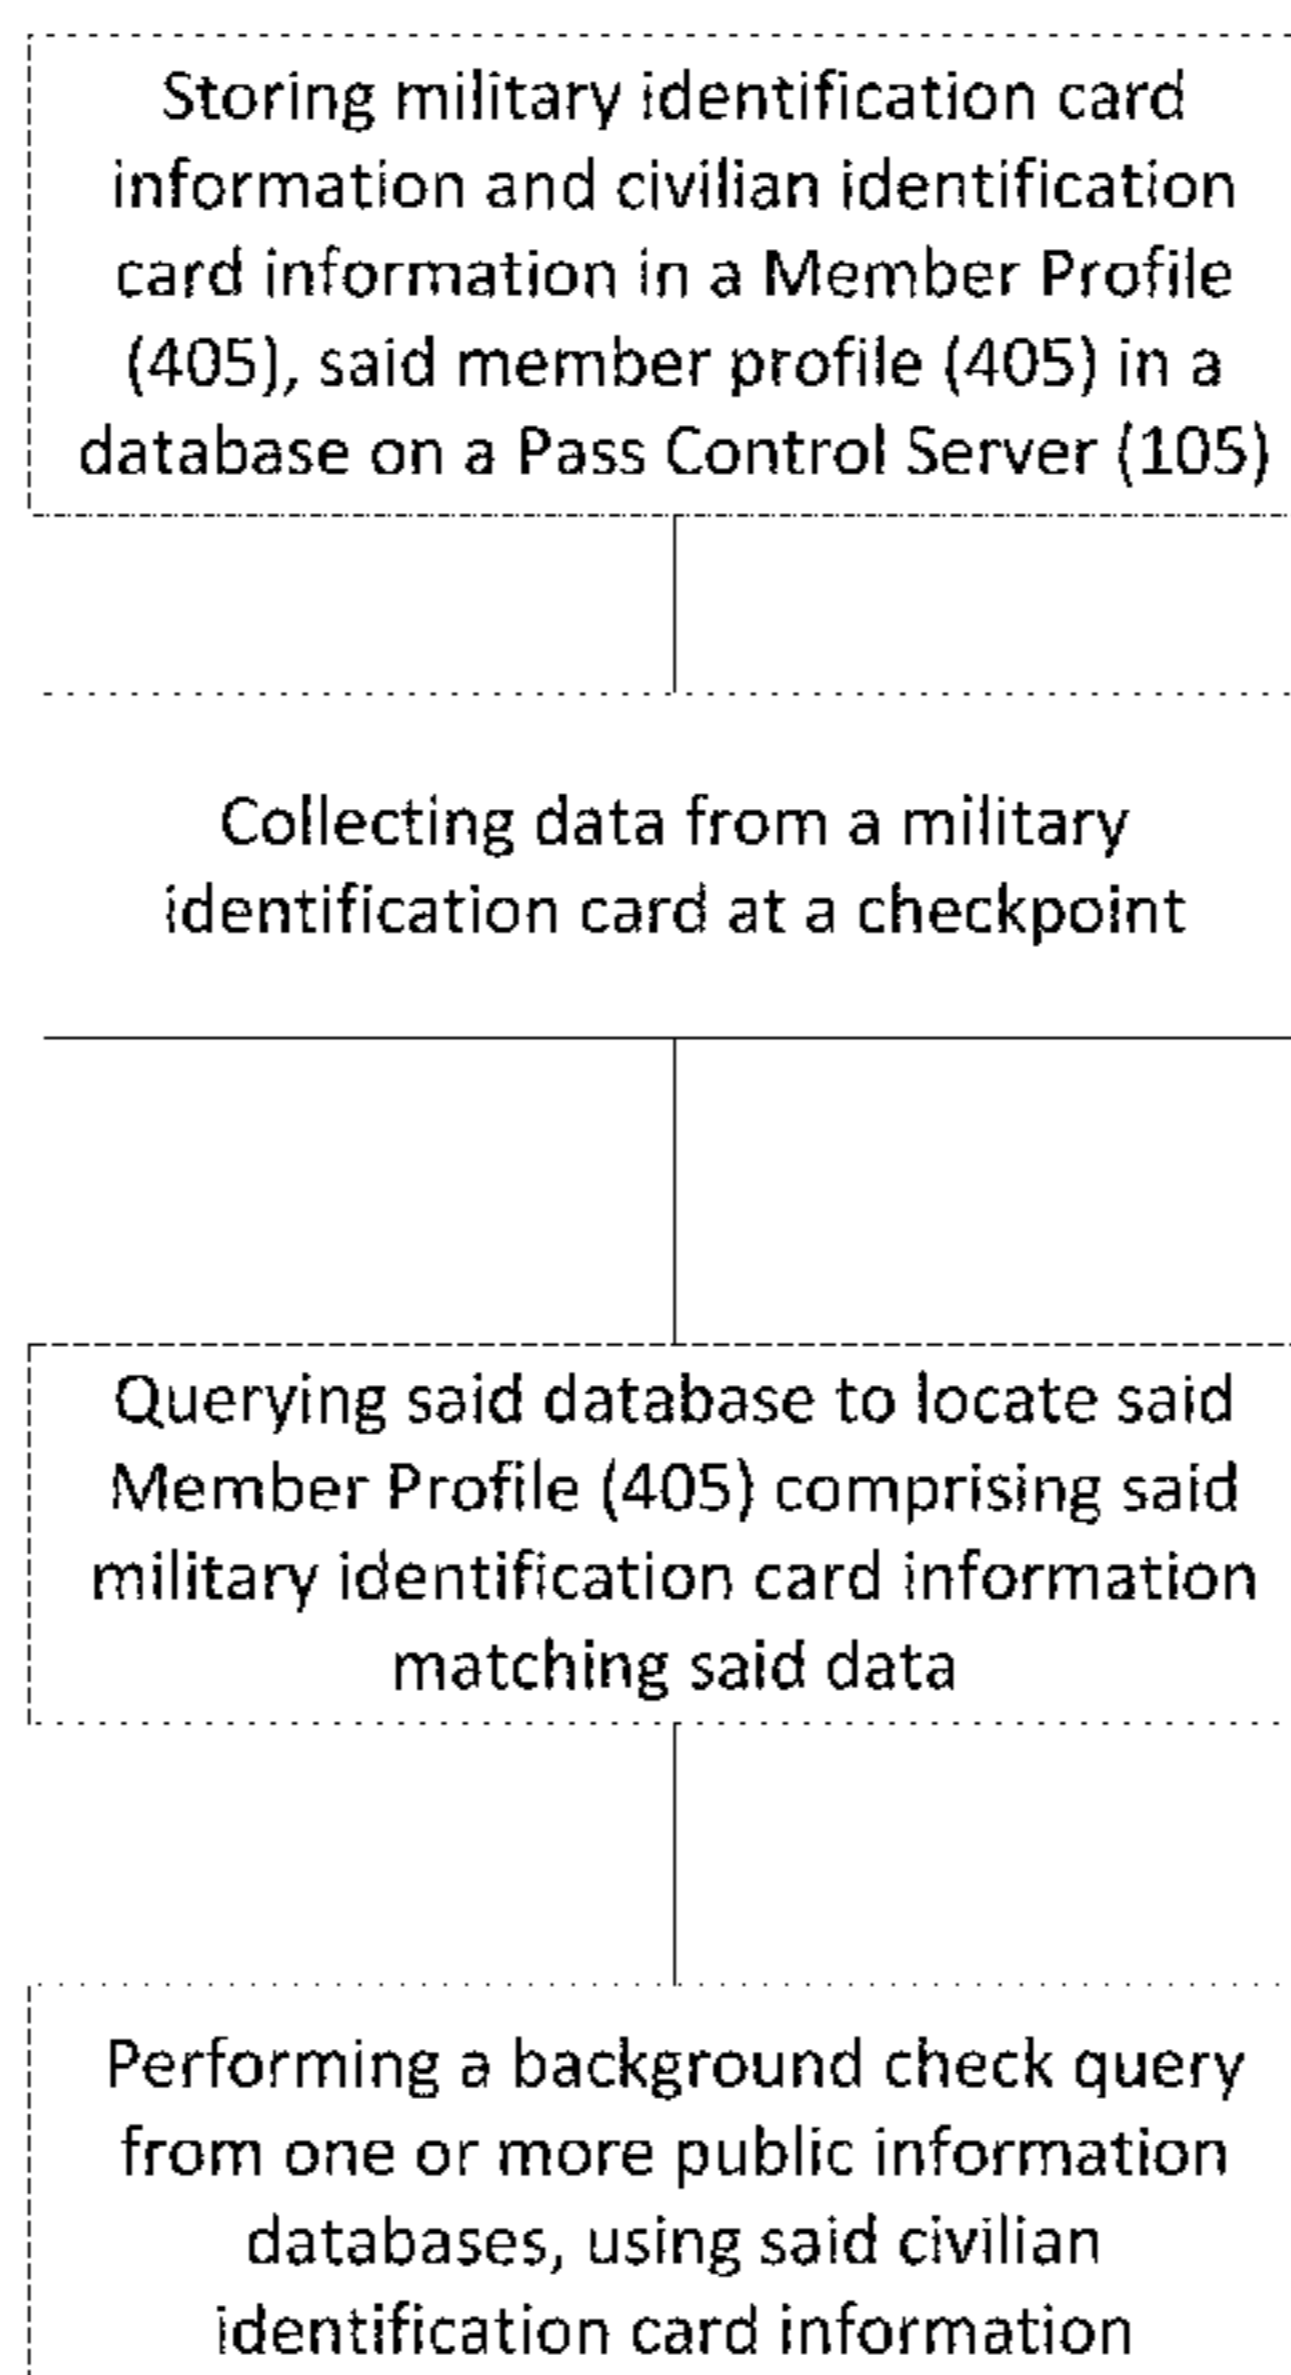 Storing military identification card
information and civilian identification
card information in a Member Profile
(405), said member profile (405) in a
database on a Pass Control Server (105)
Collecting data from a military
identification card at a checkpoint
Querying said database to locate said
Member Profile (405) comprising said
military identification card information
matching said data
Performing a background check query
from one or more public information
databases, using said civilian
identification card information